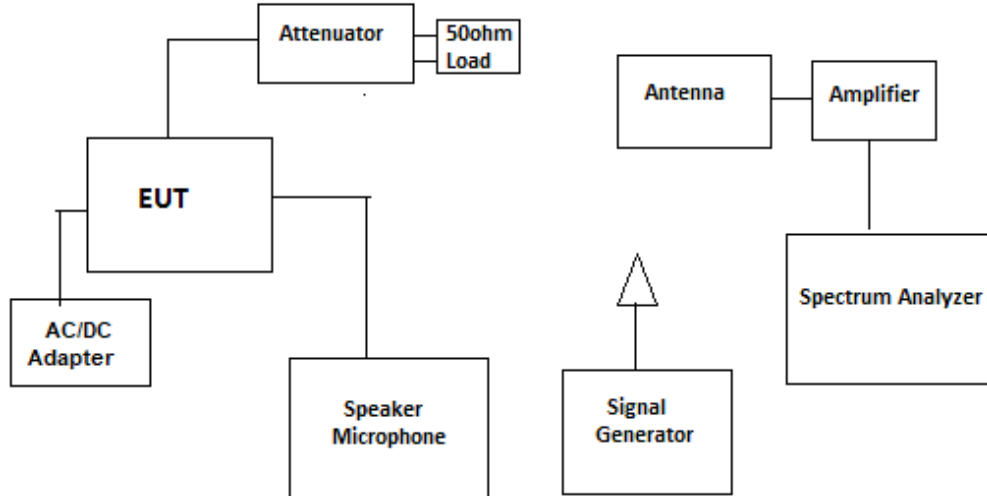 Attenuator
50ohm
Load
Antenna
Amplifier
EUT
AC/DC
Adapter
Speaker
Microphone
Signal
Generator
Spectrum Analyzer